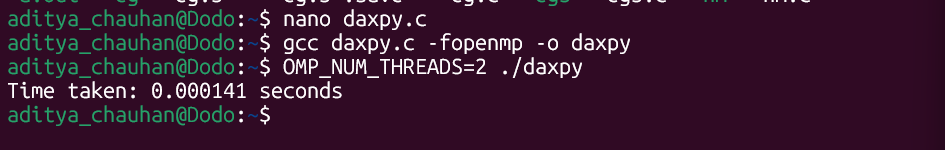 aditya_chauhan@Dodo:~$ nano daxpy.c
aditya_chauhan@Dodo:~$ gcc daxpy.c -fopenmp -o daxpy
aditya_chauhan@Dodo:~$ OMP_NUM_THREADS=2 ./daxpy
Time taken: 0.000141 seconds
aditya_chauhan@Dodo:~$